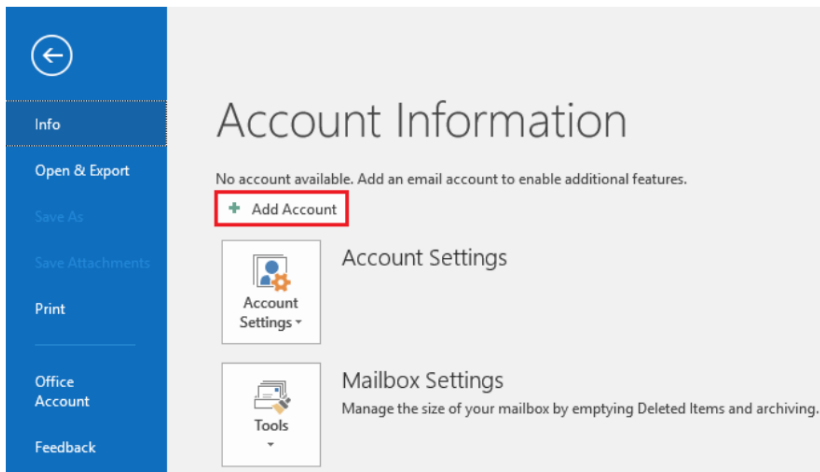 Info
Open & Export
Save As
Save Attachments
Print
Office
Account
Feedback
Account Information
No account available. Add an email account to enable additional features.
+ Add Account
Account
Settings
Account Settings
Tools
Mailbox Settings
Manage the size of your mailbox by emptying Deleted Items and archiving.